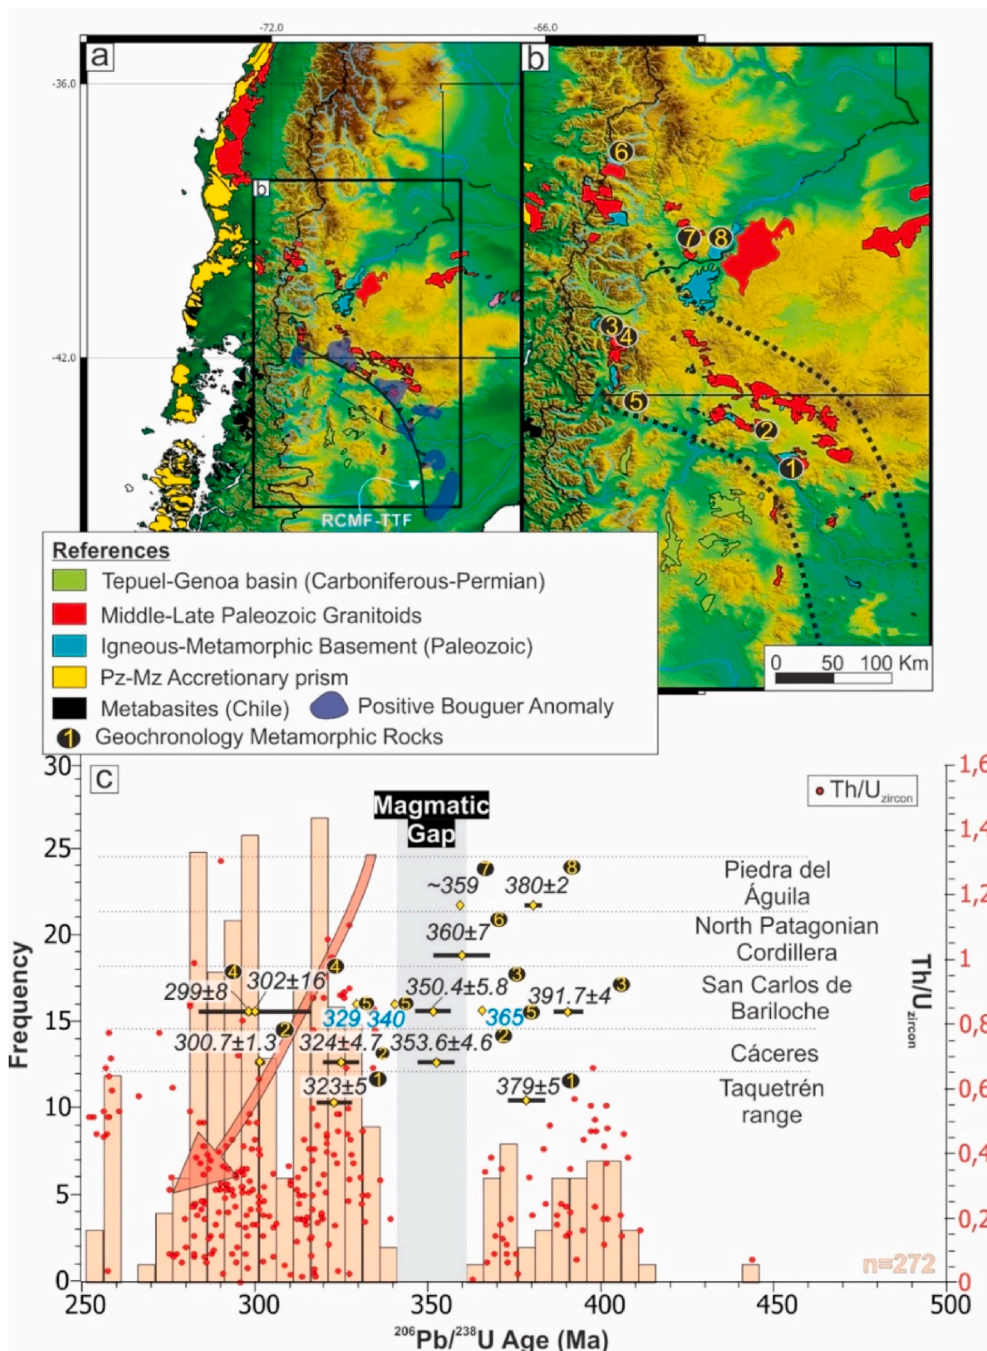 -72.0
-66.0
a
b
-36.0
6
b
7
8
3
4
-42.0
5
2
1
RCMF-TTF
References
Tepuel-Genoa basin (Carboniferous-Permian)
Middle-Late Paleozoic Granitoids
Igneous-Metamorphic Basement (Paleozoic)
Pz-Mz Accretionary prism
Metabasites (Chile)
Positive Bouguer Anomaly
1 Geochronology Metamorphic Rocks
0 50 100 Km
30
c
1,6
Magmatic
Gap
Th/Uzircon
1,4
25
7
8
Piedra del
Águila
~359
380±2
1,2
6
North Patagonian
Cordillera
20
360±7
4
4
3
3
1
302±16
299±8
350.4±5.8
391.7±4
San Carlos de
Bariloche
5
5
5
329
340
365
0,8
15
2
2
300.7±1.3
324±4.7
353.6±4.6
Cáceres
2
0,6
1
1
323±5
379±5
Taquetrén
range
10
0,4
5
0,2
n=272
0
0
250
300
350
400
450
500
206Pb/238U Age (Ma)
Frequency
Th/Uzircon